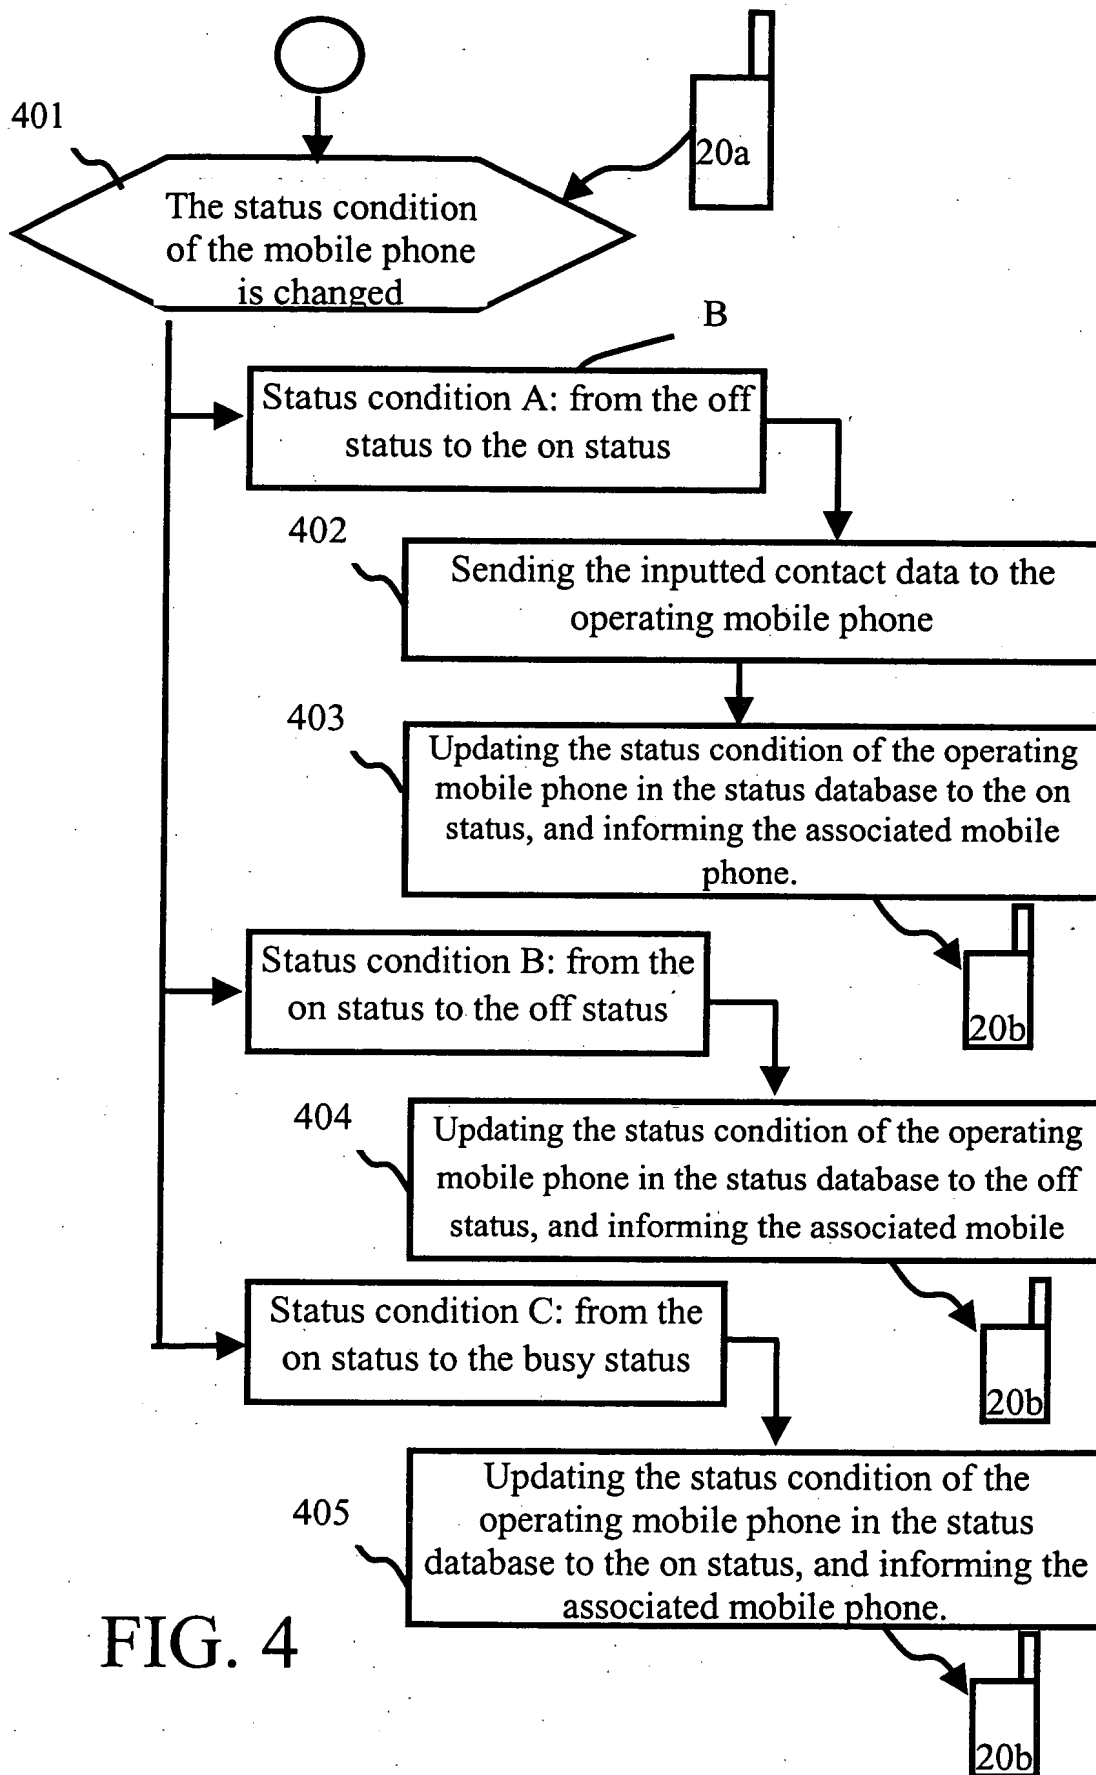 401
20a
The status condition
of the mobile phone
is changed
B
Status condition A: from the off
status to the on status
402
Sending the inputted contact data to the
operating mobile phone
403
Updating the status condition of the operating
mobile phone in the status database to the on
status, and informing the associated mobile
phone.
20b
Status condition B: from the
on status to the off status
404
Updating the status condition of the operating
mobile phone in the status database to the off
status, and informing the associated mobile
20b
Status condition C: from the
on status to the busy status
405
Updating the status condition of the
operating mobile phone in the status
database to the on status, and informing the
associated mobile phone.
20b
FIG. 4